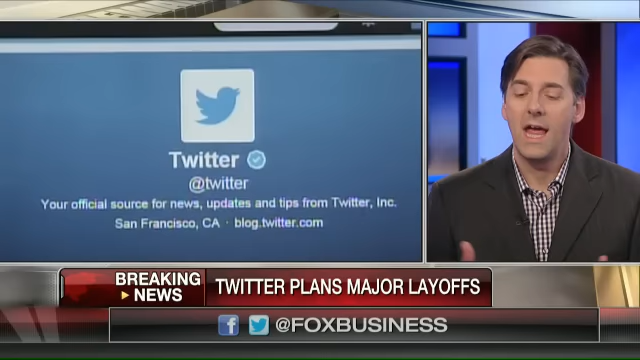 Twitter
@twitter
Your official source for news, updates and tips from Twitter, Inc.
San Francisco, CA · blog.twitter.com
BREAKING
NEWS
TWITTER PLANS MAJOR LAYOFFS
@FOXBUSINESS